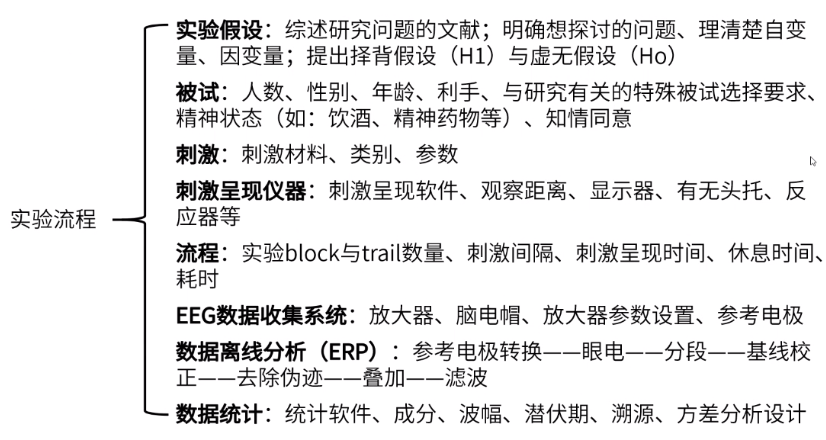 实验假设：综述研究问题的文献；明确想探讨的问题、理清楚自变
量、因变量；提出择背假设（H1）与虚无假设（Ho）
被试：人数、性别、年龄、利手、与研究有关的特殊被试选择要求、
精神状态（如：饮酒、精神药物等）、知情同意
刺激：刺激材料、类别、参数
刺激呈现仪器：刺激呈现软件、观察距离、显示器、有无头托、反
应器等
实验流程
流程：实验block与trail数量、刺激间隔、刺激呈现时间、休息时间、
耗时
EEG数据收集系统：放大器、脑电帽、放大器参数设置、参考电极
数据离线分析（ERP）：参考电极转换——眼电——分段——基线校
正——去除伪迹——叠加——滤波
数据统计：统计软件、成分、波幅、潜伏期、溯源、方差分析设计